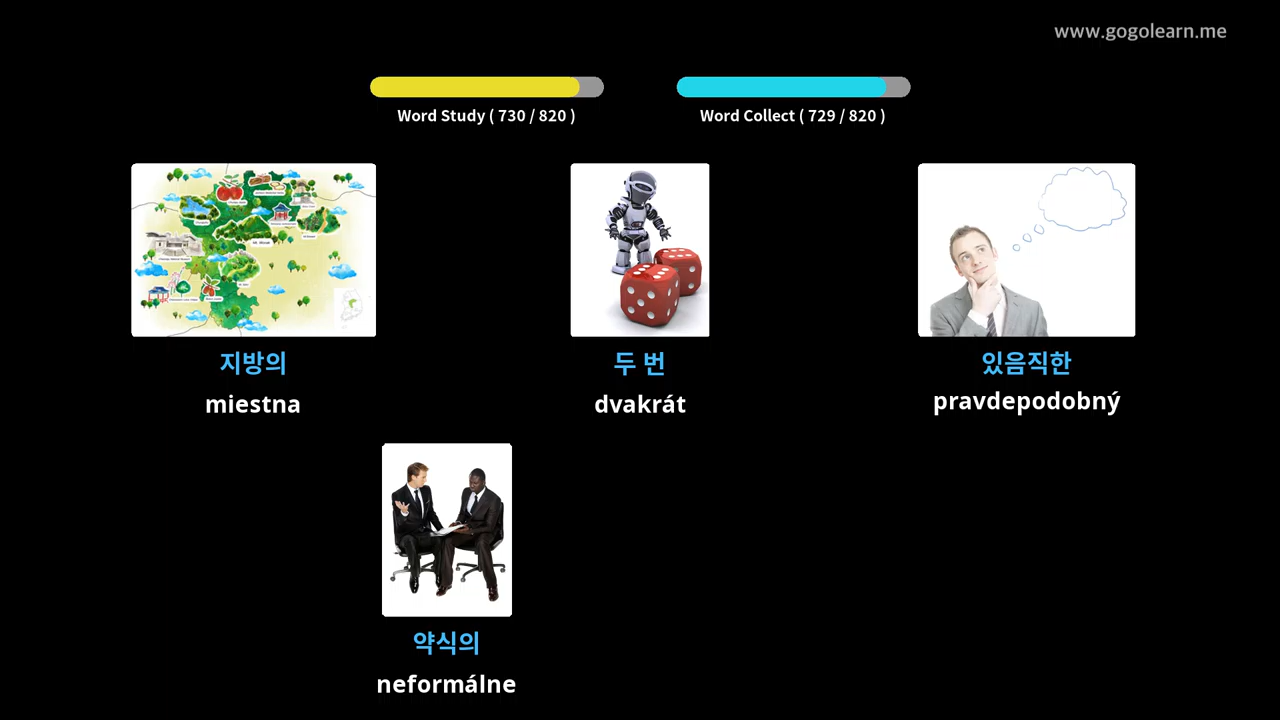 www.gogolearn.me
Word Study ( 730 / 820 )
Word Collect ( 729 / 820 )
지방의
miestna
두 번
dvakrát
있음직한
pravdepodobný
약식의
neformálne